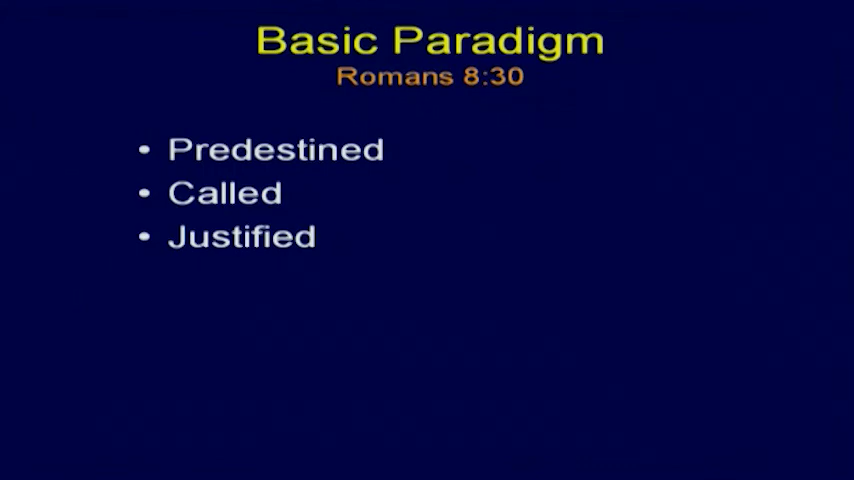 Basic Paradigm
Romans 8:30
• Predestined
• Called
• Justified